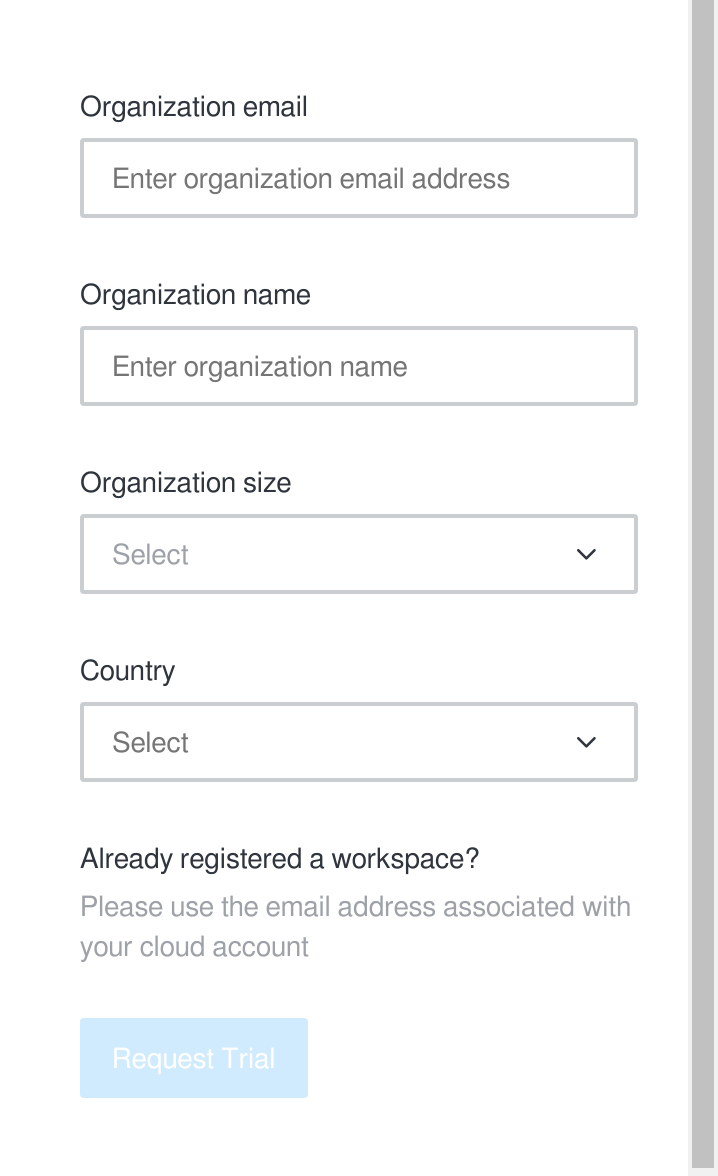 Organization email
Enter organization email address
Organization name
Enter organization name
Organization size
Select
Country
Select
Already registered a workspace?
Please use the email address associated with
your cloud account
Request Trial